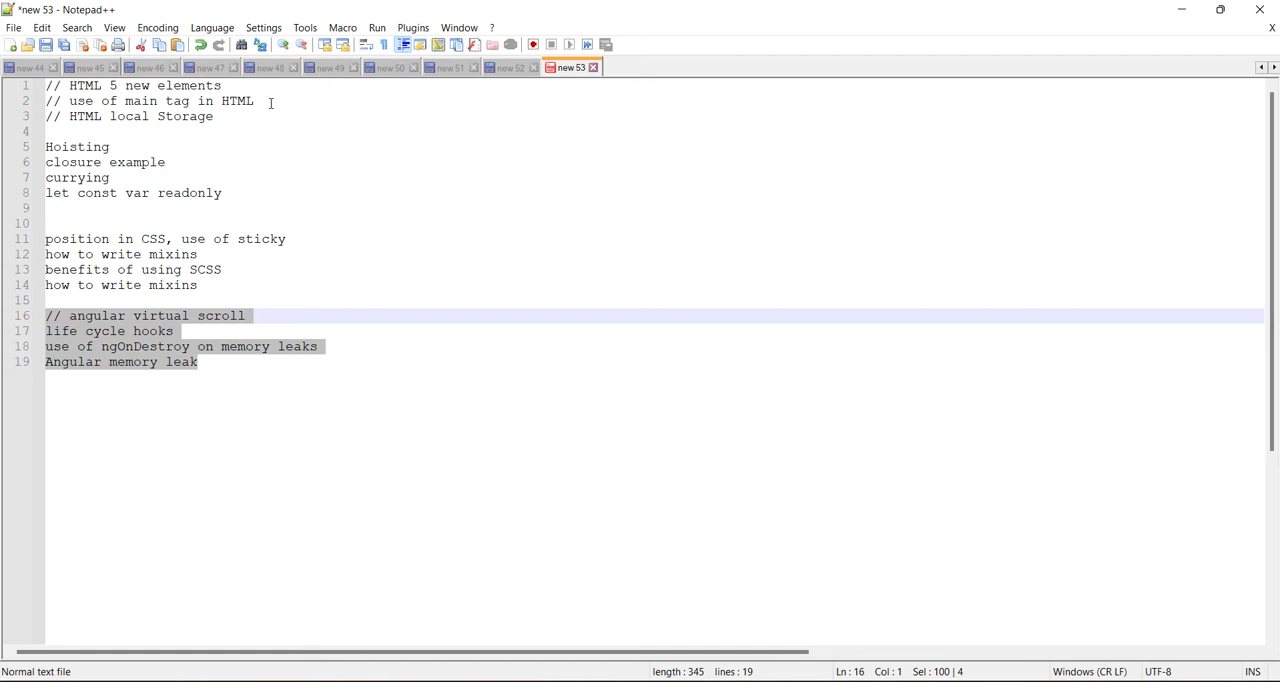 *new 53 - Notepad++
File Edit Search View Encoding Language Settings Tools Macro Run Plugins Window ? X
new 44 new 45 new 46 new 47 new 48 new 49 new 50 new 51 new 52 new 53
1 // HTML 5 new elements
2 // use of main tag in HTML
3 // HTML local Storage
4
5 Hoisting
6 closure example
7 currying
8 let const var readonly
9
10
11 position in CSS, use of sticky
12 how to write mixins
13 benefits of using SCSS
14 how to write mixins
15
16 // angular virtual scroll
17 life cycle hooks
18 use of ngOnDestroy on memory leaks
19 Angular memory leak
Normal text file length : 345 lines : 19 Ln : 16 Col : 1 Sel : 100 | 4 Windows (CR LF) UTF-8 INS